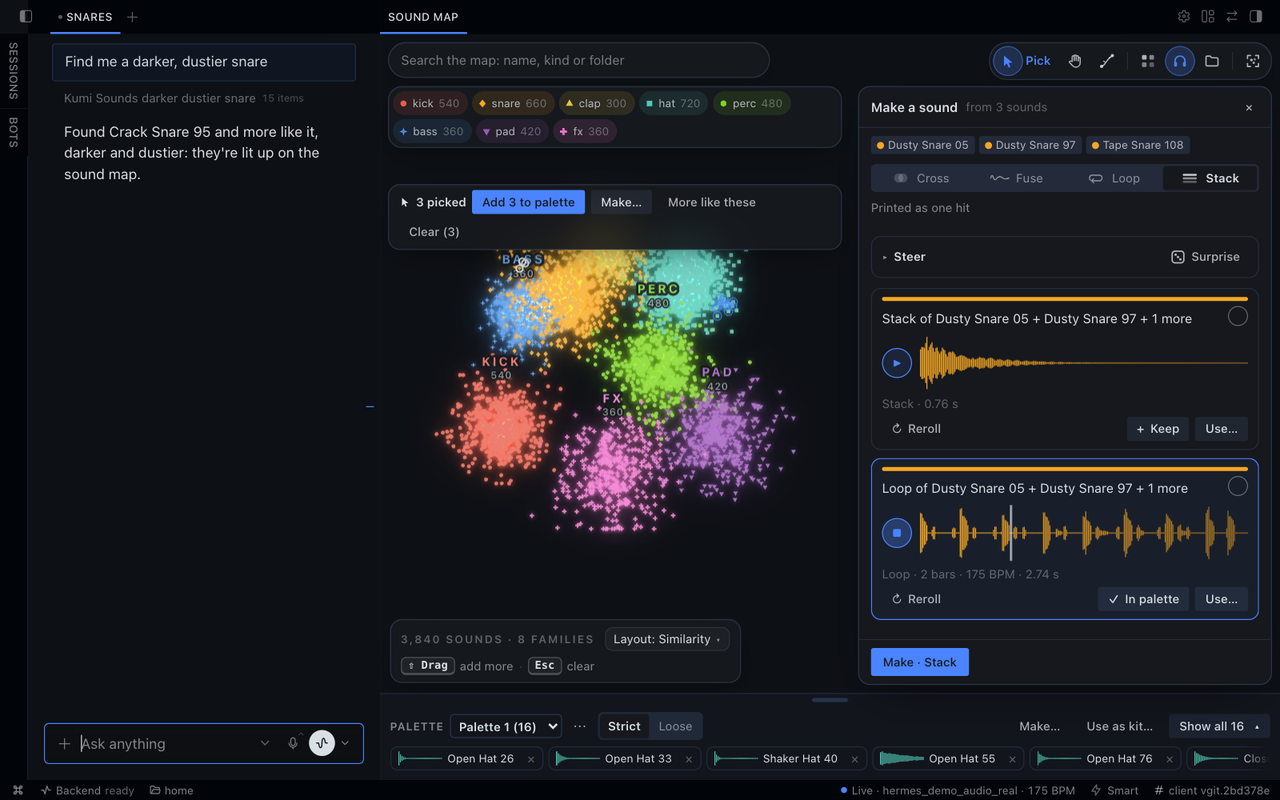 SNARES
SOUND MAP
SESSIONS
BOTS
Find me a darker, dustier snare
Kumi Sounds darker dustier snare 15 items
Found Crack Snare 95 and more like it,
darker and dustier: they're lit up on the
sound map.
Search the map: name, kind or folder
Pick
kick 540
snare 660
clap 300
hat 720
perc 480
bass 360
pad 420
fx 360
3 picked
Add 3 to palette
Make...
More like these
Clear (3)
BASS
360
PERC
480
KICK
540
PAD
420
FX
360
3,840 SOUNDS · 8 FAMILIES
Layout: Similarity
⇧ Drag add more · Esc clear
Make a sound from 3 sounds ×
Dusty Snare 05
Dusty Snare 97
Tape Snare 108
Cross
Fuse
Loop
Stack
Printed as one hit
Steer
Surprise
Stack of Dusty Snare 05 + Dusty Snare 97 + 1 more
Stack · 0.76 s
Reroll
+ Keep
Use...
Loop of Dusty Snare 05 + Dusty Snare 97 + 1 more
Loop · 2 bars · 175 BPM · 2.74 s
Reroll
✓ In palette
Use...
Make · Stack
Ask anything
PALETTE
Palette 1 (16)
Strict
Loose
Make...
Use as kit...
Show all 16
Open Hat 26 ×
Open Hat 33 ×
Shaker Hat 40 ×
Open Hat 55 ×
Open Hat 76 ×
Backend ready
home
Live · hermes_demo_audio_real · 175 BPM
Smart
# client vgit.2bd378e